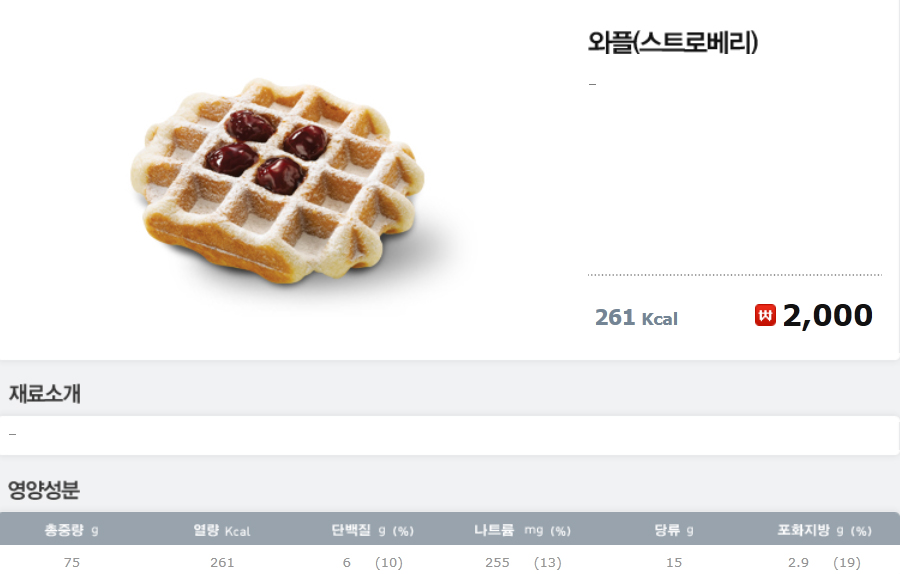 와플(스트로베리)
–
261 Kcal ₩ 2,000
재료소개
–
영양성분
총중량 g 열량 Kcal 단백질 g (%) 나트륨 mg (%) 당류 g 포화지방 g (%)
75 261 6 (10) 255 (13) 15 2.9 (19)